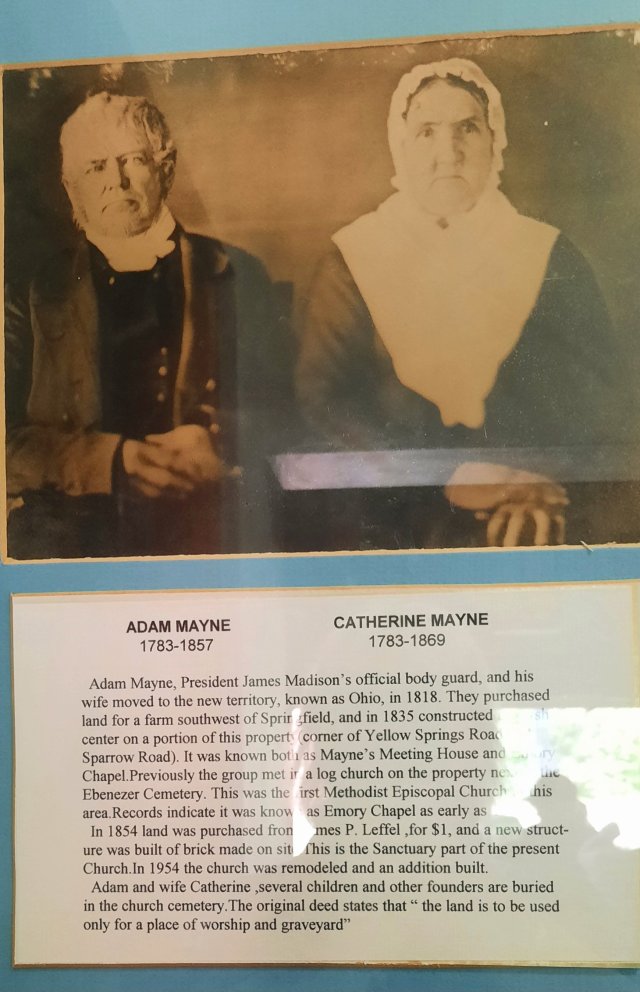 ADAM MAYNE
1783-1857
CATHERINE MAYNE
1783-1869
Adam Mayne, President James Madison's official body guard, and his
wife moved to the new territory, known as Ohio, in 1818. They purchased
land for a farm southwest of Springfield, and in 1835 constructed
center on a portion of this property(corner of Yellow Springs Road
Sparrow Road). It was known both as Mayne's Meeting House and
Chapel.Previously the group met in a log church on the property the
Ebenezer Cemetery. This was the first Methodist Episcopal Church this
area.Records indicate it was known as Emory Chapel as early as
In 1854 land was purchased from James P. Leffel ,for $1, and a new struct-
ure was built of brick made on site This is the Sanctuary part of the present
Church.In 1954 the church was remodeled and an addition built.
Adam and wife Catherine ,several children and other founders are buried
in the church cemetery.The original deed states that “ the land is to be used
only for a place of worship and graveyard”